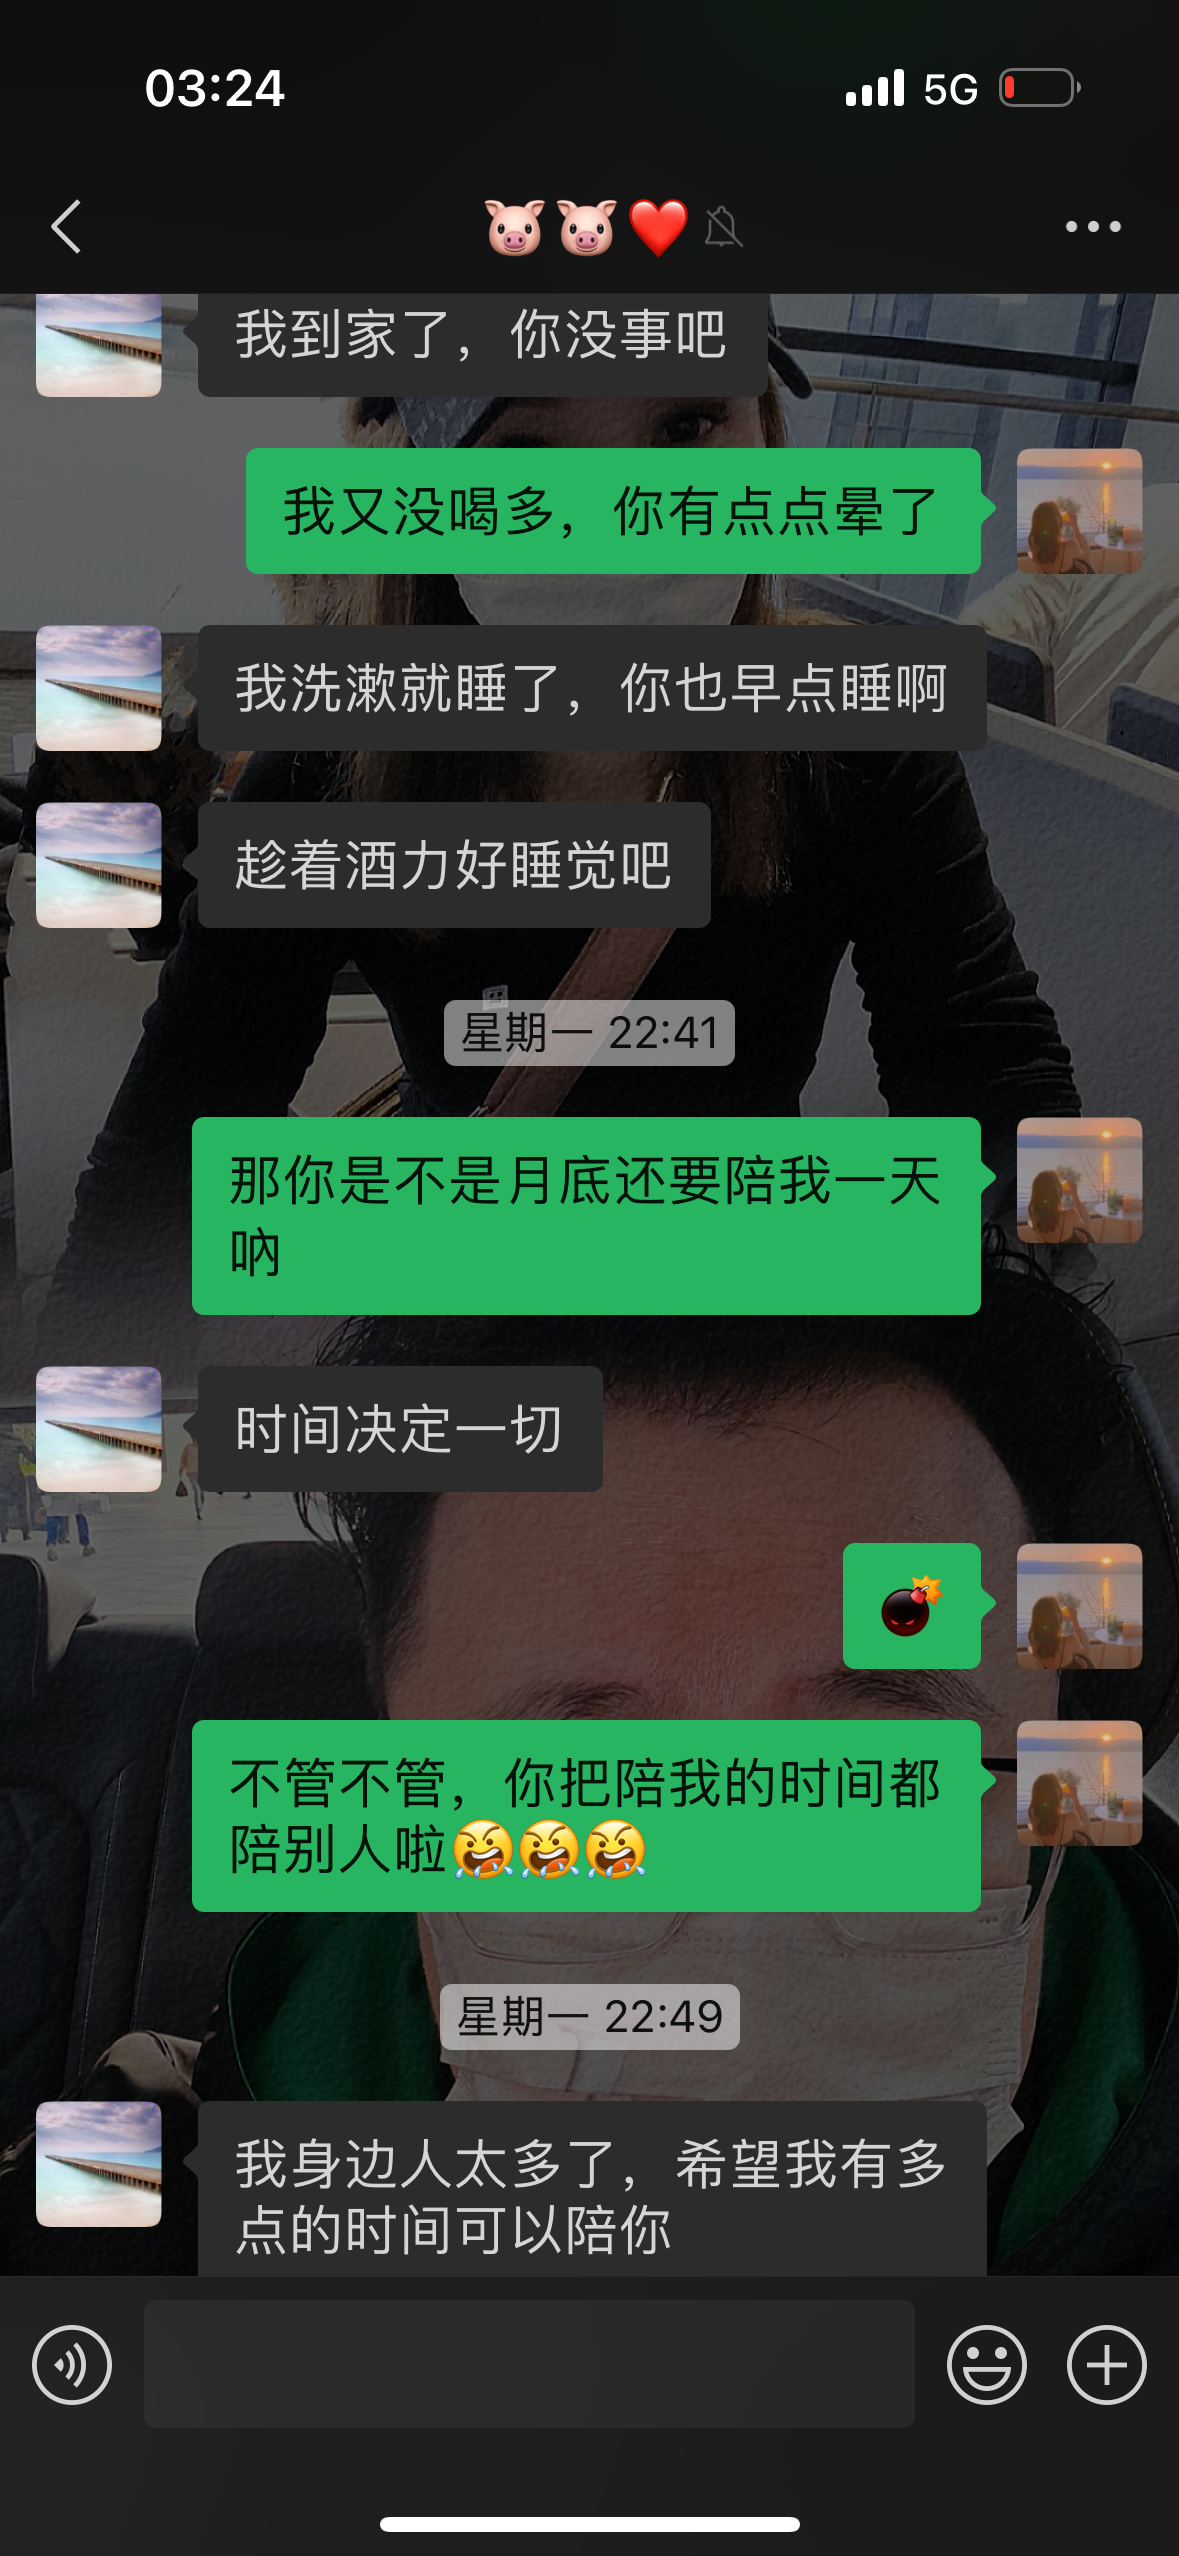 03:24
5G
🐷🐷❤️
我到家了，你没事吧
我又没喝多，你有点点晕了
我洗漱就睡了，你也早点睡啊
趁着酒力好睡觉吧
星期一 22:41
那你是不是月底还要陪我一天
吶
时间决定一切
不管不管，你把陪我的时间都
陪别人啦
星期一 22:49
我身边人太多了，希望我有多
点的时间可以陪你